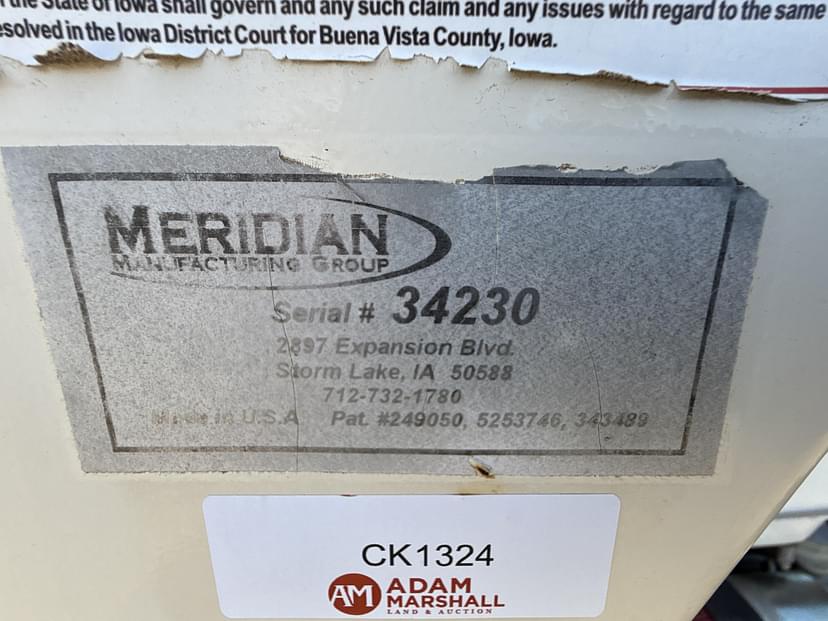 the State of Iowa shall govern and any such claim and any issues with regard to the same
esolved in the Iowa District Court for Buena Vista County, Iowa.
MERIDIAN
MANUFACTURING GROUP
Serial # 34230
2897 Expansion Blvd.
Storm Lake, IA 50588
712-732-1780
Made in U.S.A Pat. #249050, 5253746, 343489
CK1324
AM ADAM
MARSHALL
LAND & AUCTION